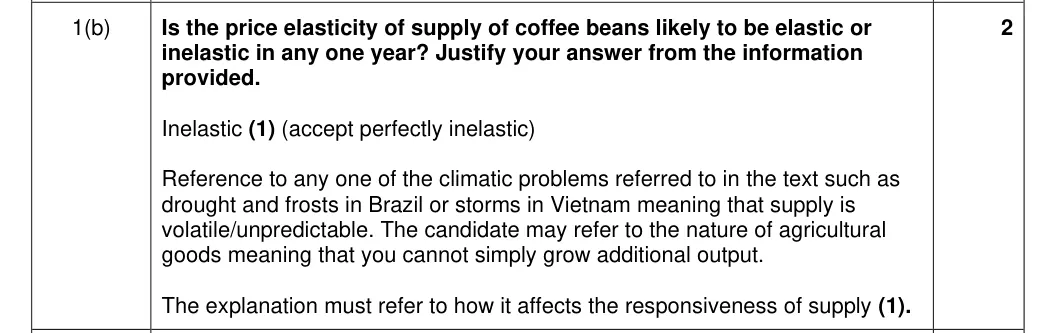 1(b)
Is the price elasticity of supply of coffee beans likely to be elastic or
inelastic in any one year? Justify your answer from the information
provided.
2
Inelastic (1) (accept perfectly inelastic)
Reference to any one of the climatic problems referred to in the text such as
drought and frosts in Brazil or storms in Vietnam meaning that supply is
volatile/unpredictable. The candidate may refer to the nature of agricultural
goods meaning that you cannot simply grow additional output.
The explanation must refer to how it affects the responsiveness of supply (1).